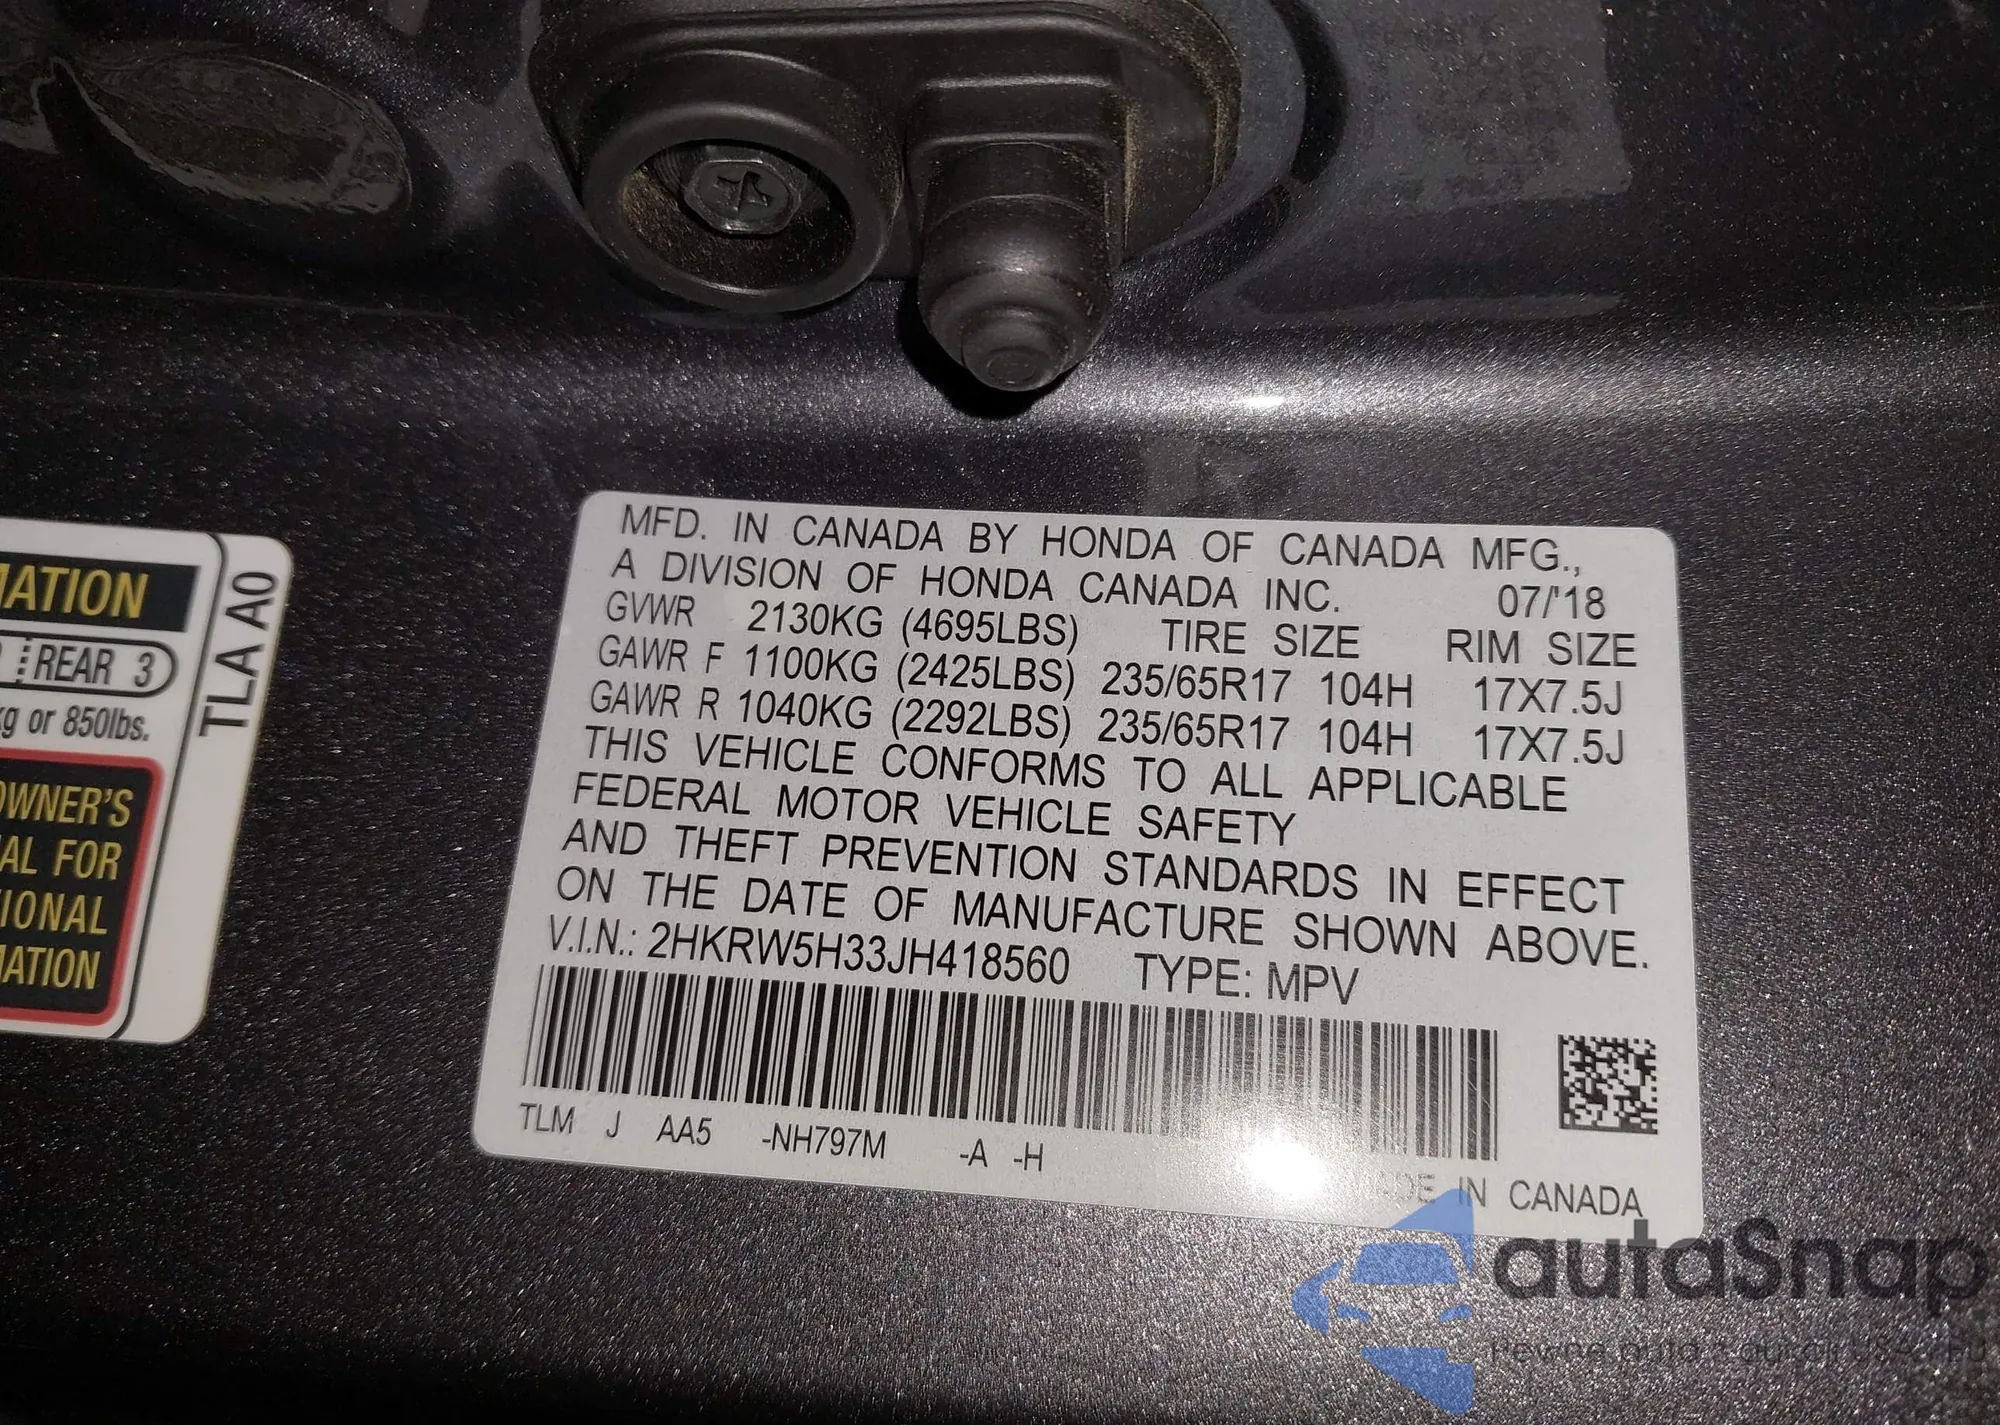 MFD. IN CANADA BY HONDA OF CANADA MFG.,
A DIVISION OF HONDA CANADA INC. 07/'18
GVWR 2130KG (4695LBS) TIRE SIZE RIM SIZE
GAWR F 1100KG (2425LBS) 235/65R17 104H 17X7.5J
GAWR R 1040KG (2292LBS) 235/65R17 104H 17X7.5J
THIS VEHICLE CONFORMS TO ALL APPLICABLE
FEDERAL MOTOR VEHICLE SAFETY
AND THEFT PREVENTION STANDARDS IN EFFECT
ON THE DATE OF MANUFACTURE SHOWN ABOVE.
V.I.N.: 2HKRW5H33JH418560 TYPE: MPV
TLM J AA5 -NH797M -A -H
IN CANADA
MATION
REAR 3
kg or 850lbs.
OWNER'S
AL FOR
IONAL
MATION
TLA A0
autaSnap